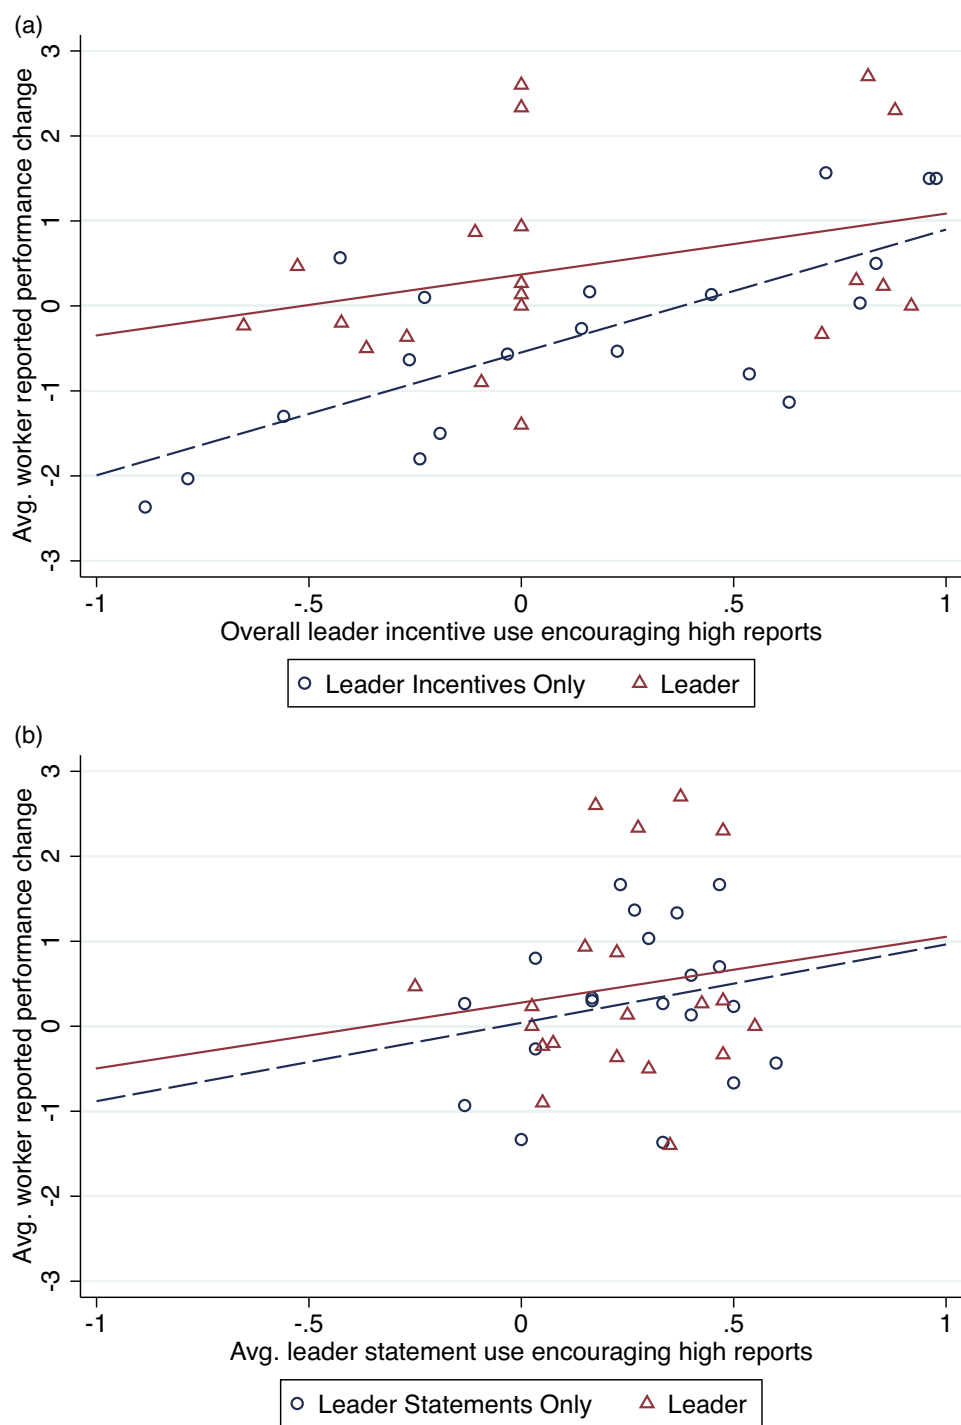 (a)
3
2
1
0
-1
-2
-3
Avg. worker reported performance change
-1 -.5 0 .5 1
Overall leader incentive use encouraging high reports
Leader Incentives Only Leader
(b)
3
2
1
0
-1
-2
-3
Avg. worker reported performance change
-1 -.5 0 .5 1
Avg. leader statement use encouraging high reports
Leader Statements Only Leader